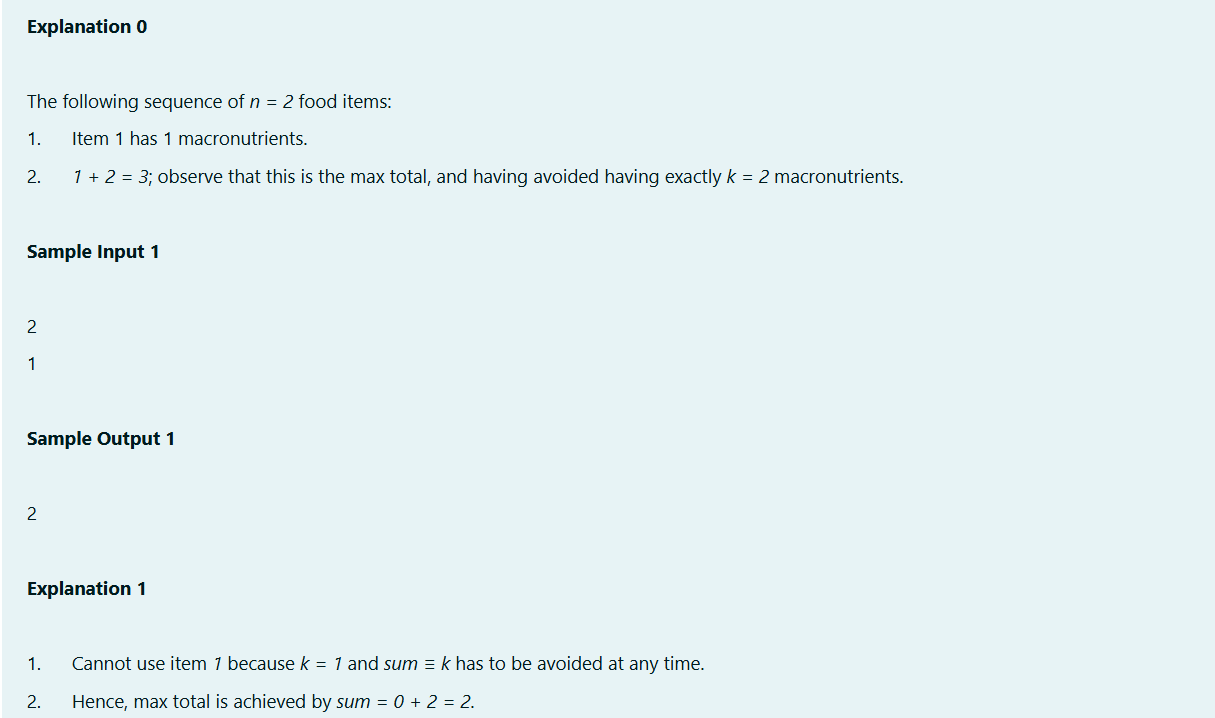 Explanation 0
The following sequence of n = 2 food items:
1. Item 1 has 1 macronutrients.
2. 1 + 2 = 3; observe that this is the max total, and having avoided having exactly k = 2 macronutrients.
Sample Input 1
2
1
Sample Output 1
2
Explanation 1
1. Cannot use item 1 because k = 1 and sum ≡ k has to be avoided at any time.
2. Hence, max total is achieved by sum = 0 + 2 = 2.